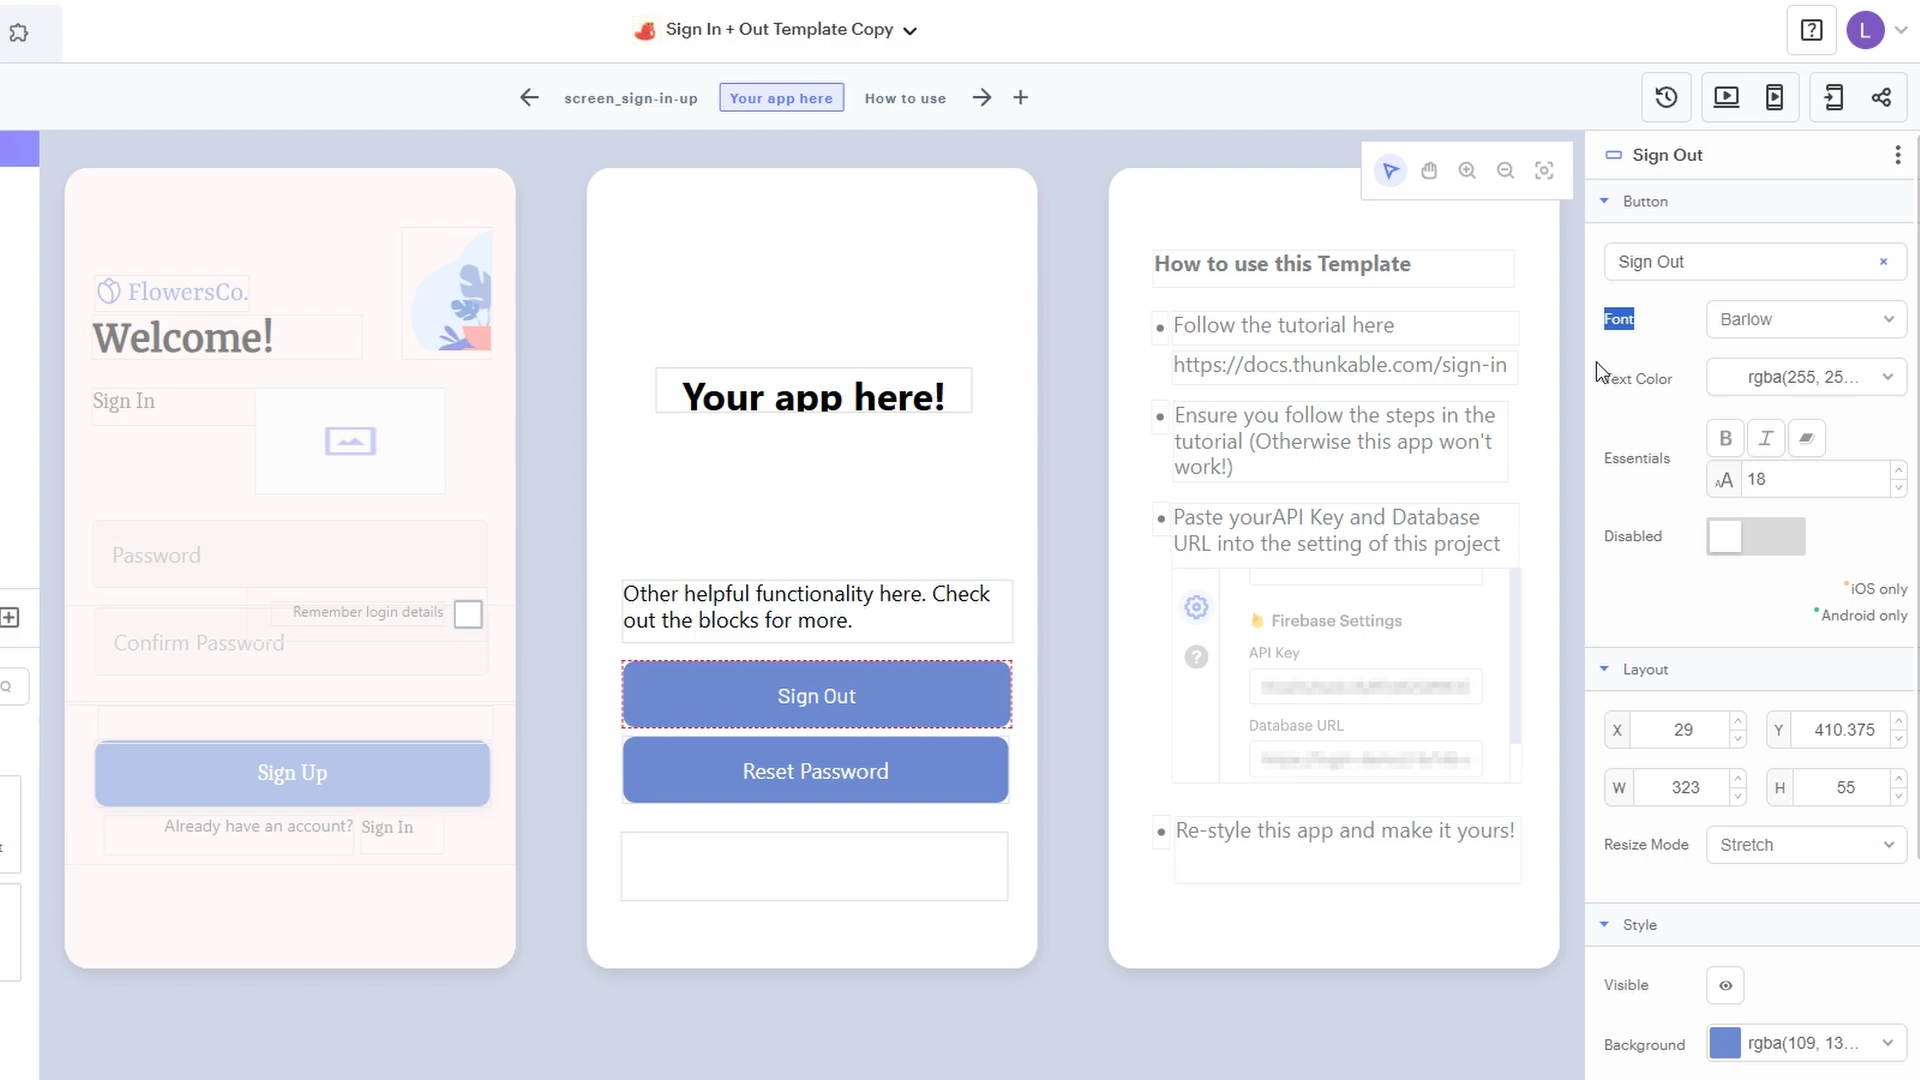 Sign In + Out Template Copy
L
screen_sign-in-up
Your app here
How to use
FlowersCo.
Welcome!
Sign In
Password
Remember login details
Confirm Password
Sign Up
Already have an account? Sign In
Your app here!
Other helpful functionality here. Check
out the blocks for more.
Sign Out
Reset Password
How to use this Template
• Follow the tutorial here
https://docs.thunkable.com/sign-in
• Ensure you follow the steps in the
tutorial (Otherwise this app won't
work!)
• Paste yourAPI Key and Database
URL into the setting of this project
Firebase Settings
API Key
Database URL
• Re-style this app and make it yours!
Sign Out
Button
Sign Out
Font
Barlow
Text Color
rgba(255, 25...
Essentials
B I
AA 18
Disabled
*iOS only
*Android only
Layout
X 29
Y 410.375
W 323
H 55
Resize Mode
Stretch
Style
Visible
Background
rgba(109, 13...